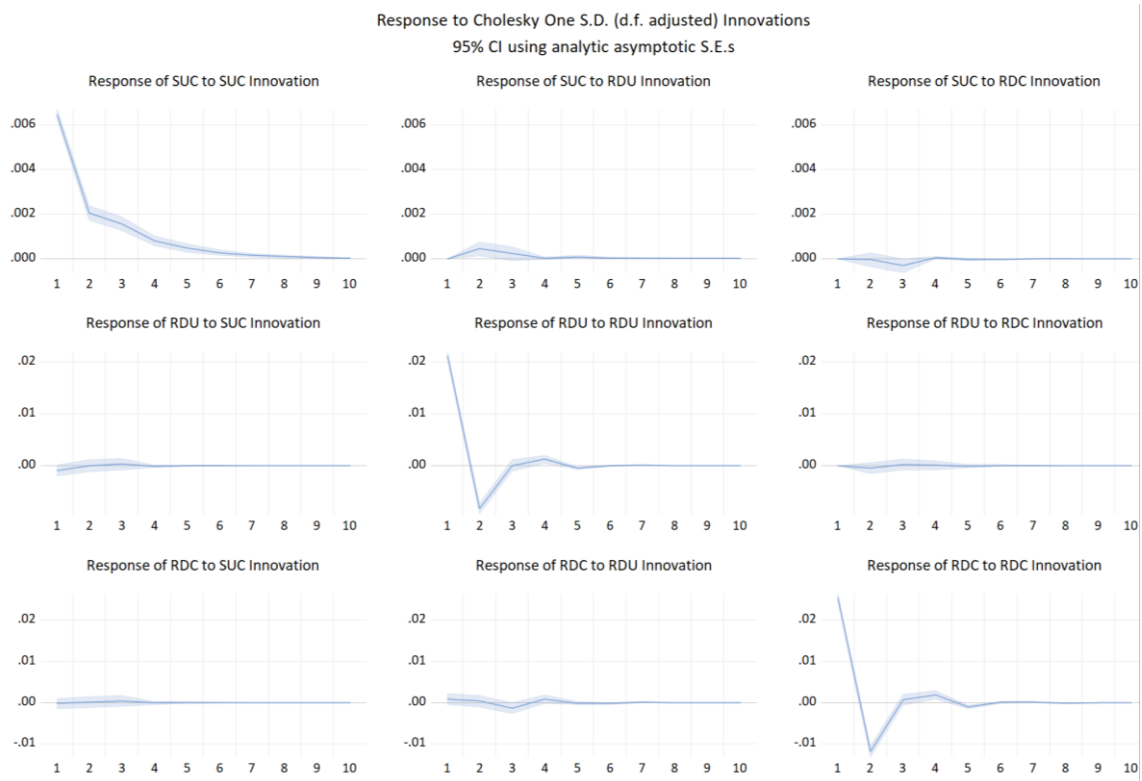 Response to Cholesky One S.D. (d.f. adjusted) Innovations
95% CI using analytic asymptotic S.E.s
Response of SUC to SUC Innovation
.006
.004
.002
.000
1 2 3 4 5 6 7 8 9 10
Response of SUC to RDU Innovation
.006
.004
.002
.000
1 2 3 4 5 6 7 8 9 10
Response of SUC to RDC Innovation
.006
.004
.002
.000
1 2 3 4 5 6 7 8 9 10
Response of RDU to SUC Innovation
.02
.01
.00
1 2 3 4 5 6 7 8 9 10
Response of RDU to RDU Innovation
.02
.01
.00
1 2 3 4 5 6 7 8 9 10
Response of RDU to RDC Innovation
.02
.01
.00
1 2 3 4 5 6 7 8 9 10
Response of RDC to SUC Innovation
.02
.01
.00
-.01
1 2 3 4 5 6 7 8 9 10
Response of RDC to RDU Innovation
.02
.01
.00
-.01
1 2 3 4 5 6 7 8 9 10
Response of RDC to RDC Innovation
.02
.01
.00
-.01
1 2 3 4 5 6 7 8 9 10